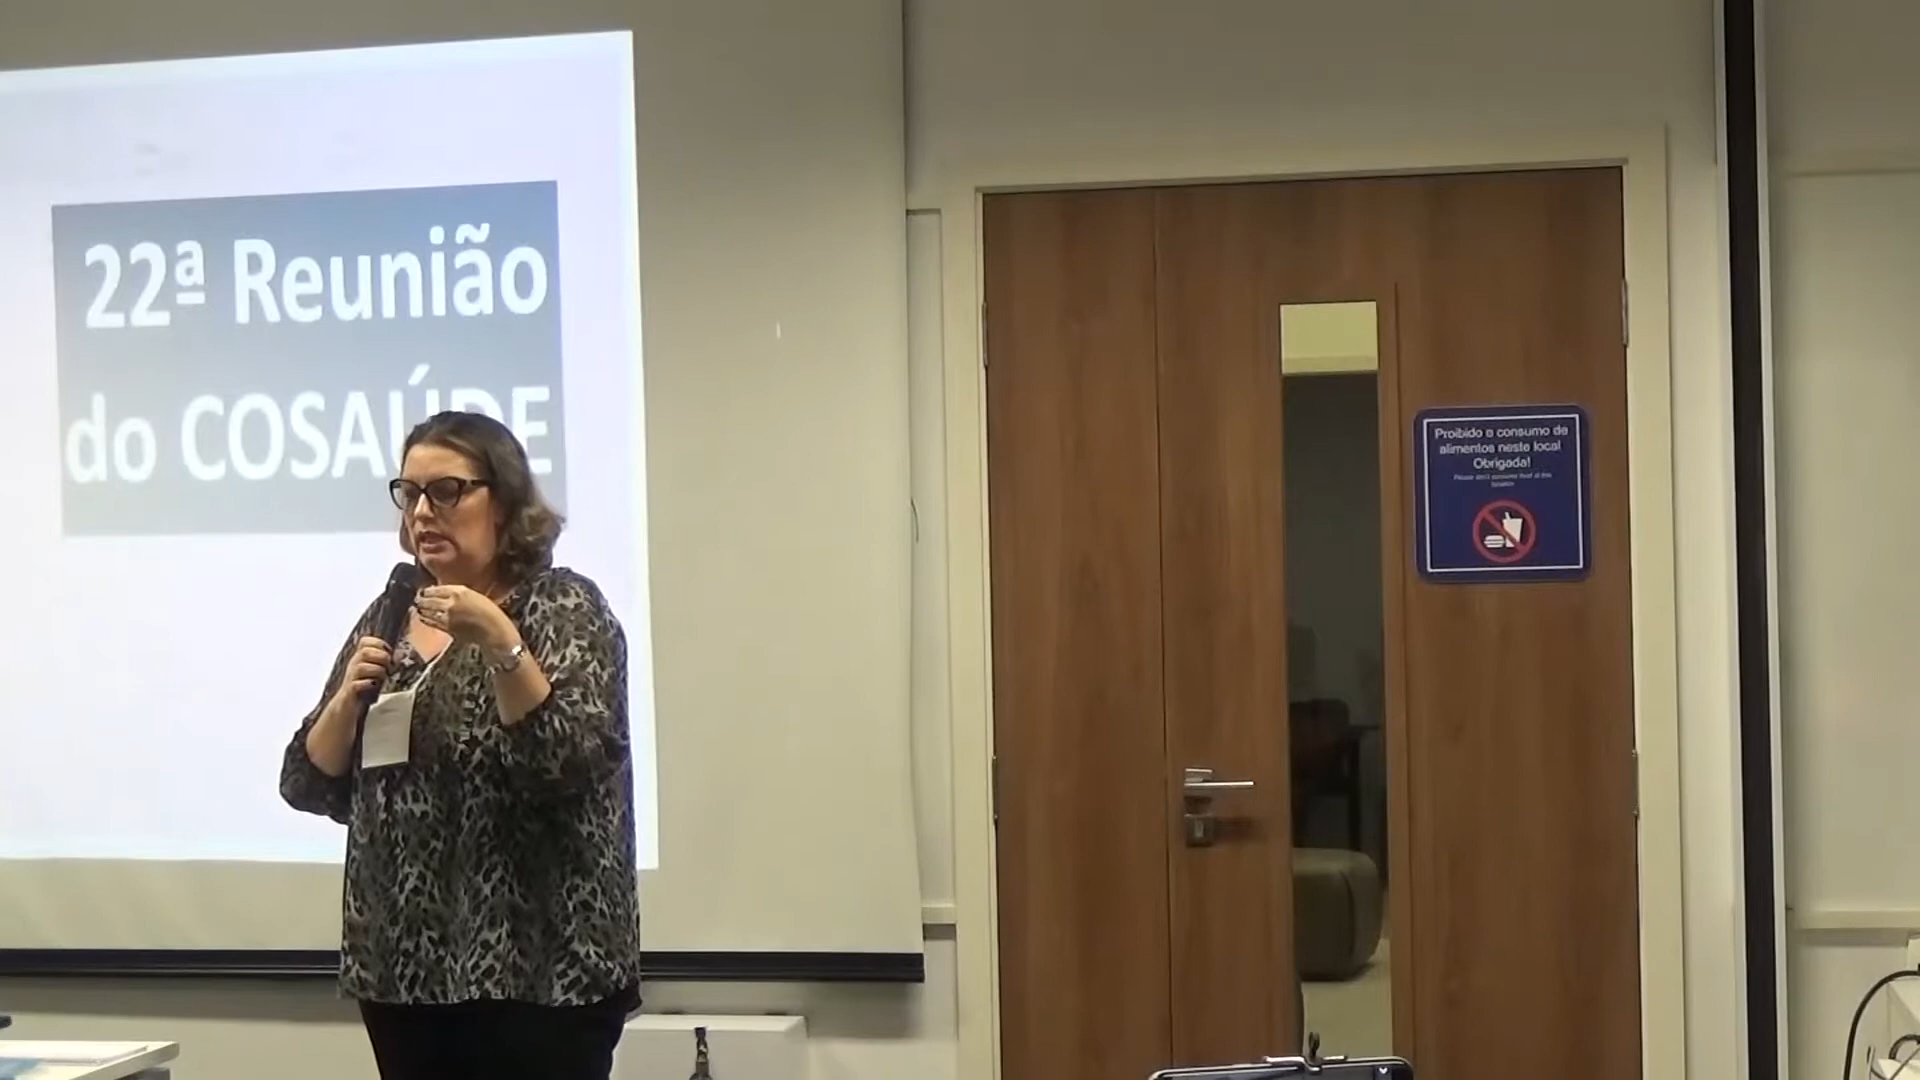 22ª Reunião
do COSAÚDE
Proibido o consumo de
alimentos neste local
Obrigada!